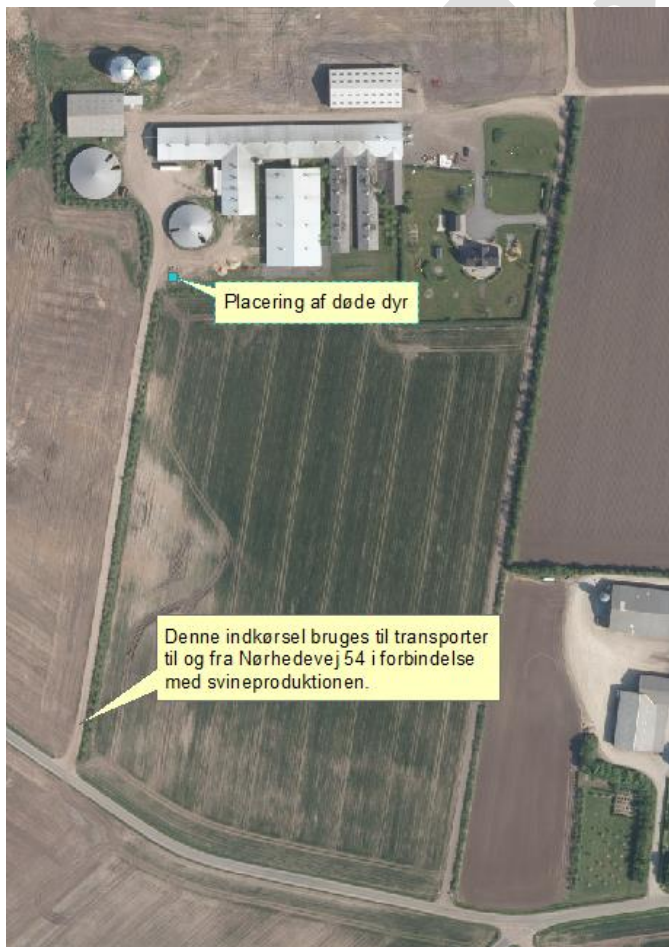 Placering af døde dyr
Denne indkørsel bruges til transporter
til og fra Nørhedevej 54 i forbindelse
med svineproduktionen.